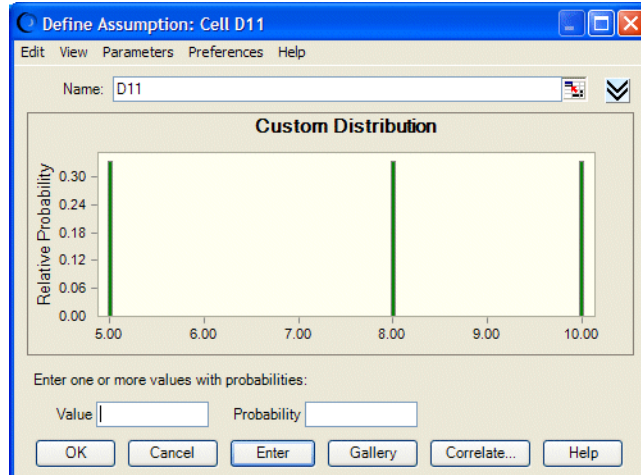 Define Assumption: Cell D11
Edit View Parameters Preferences Help
Name: D11
Custom Distribution
Relative Probability
0.30
0.24
0.18
0.12
0.06
0.00
5.00 6.00 7.00 8.00 9.00 10.00
Enter one or more values with probabilities:
Value Probability
OK Cancel Enter Gallery Correlate... Help